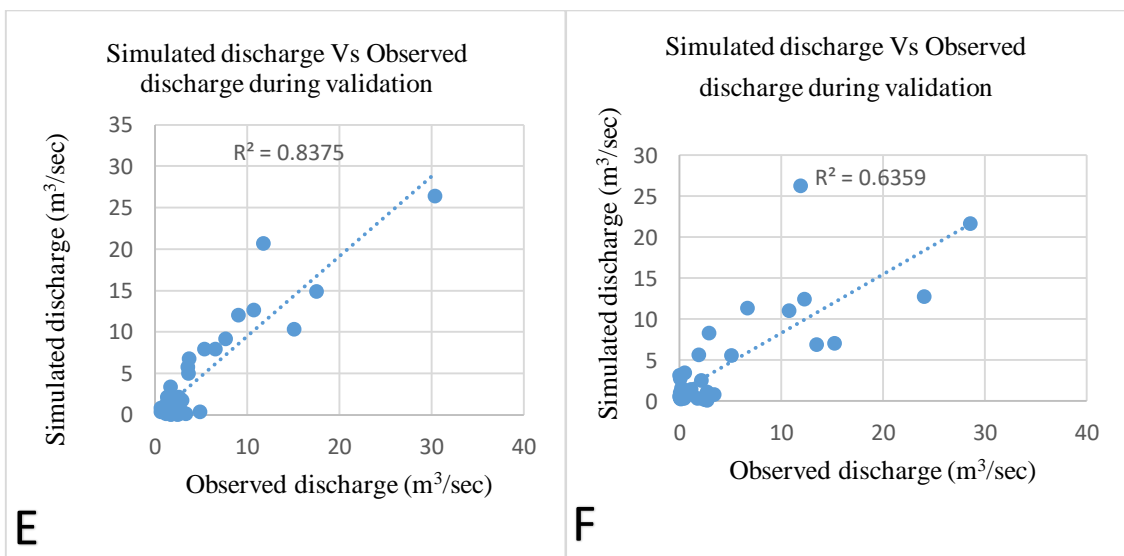 Simulated discharge Vs Observed
discharge during validation
Simulated discharge (m³/sec)
35
30
25
20
15
10
5
0
R² = 0.8375
0 10 20 30 40
Observed discharge (m³/sec)
E
Simulated discharge Vs Observed
discharge during validation
Simulated discharge (m³/sec)
30
25
20
15
10
5
0
R² = 0.6359
0 10 20 30 40
Observed discharge (m³/sec)
F